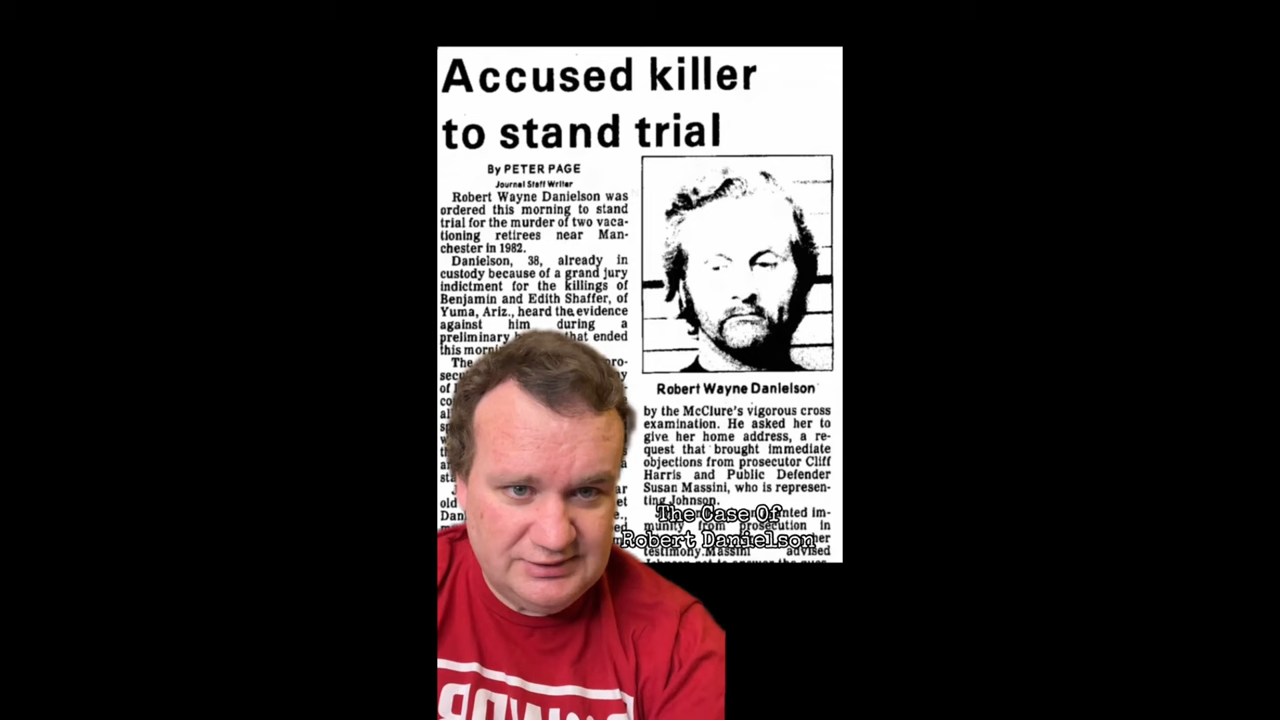 Accused killer
to stand trial
By PETER PAGE
Journal Staff Writer
Robert Wayne Danielson was
ordered this morning to stand
trial for the murder of two vaca-
tioning retirees near Man-
chester in 1982.
Danielson, 38, already in
custody because of a grand jury
indictment for the killings of
Benjamin and Edith Shaffer, of
Yuma, Ariz., heard the evidence
against him during a
preliminary that ended
this
The
Robert Wayne Danielson
by the McClure's vigorous cross
examination. He asked her to
give her home address, a re-
quest that brought immediate
objections from prosecutor Cliff
Harris and Public Defender
Susan Massini, who is represen-
ting Johnson.
im-
munity from prosecution in
testimony. Massini advised
The Case Of
Robert Danielson